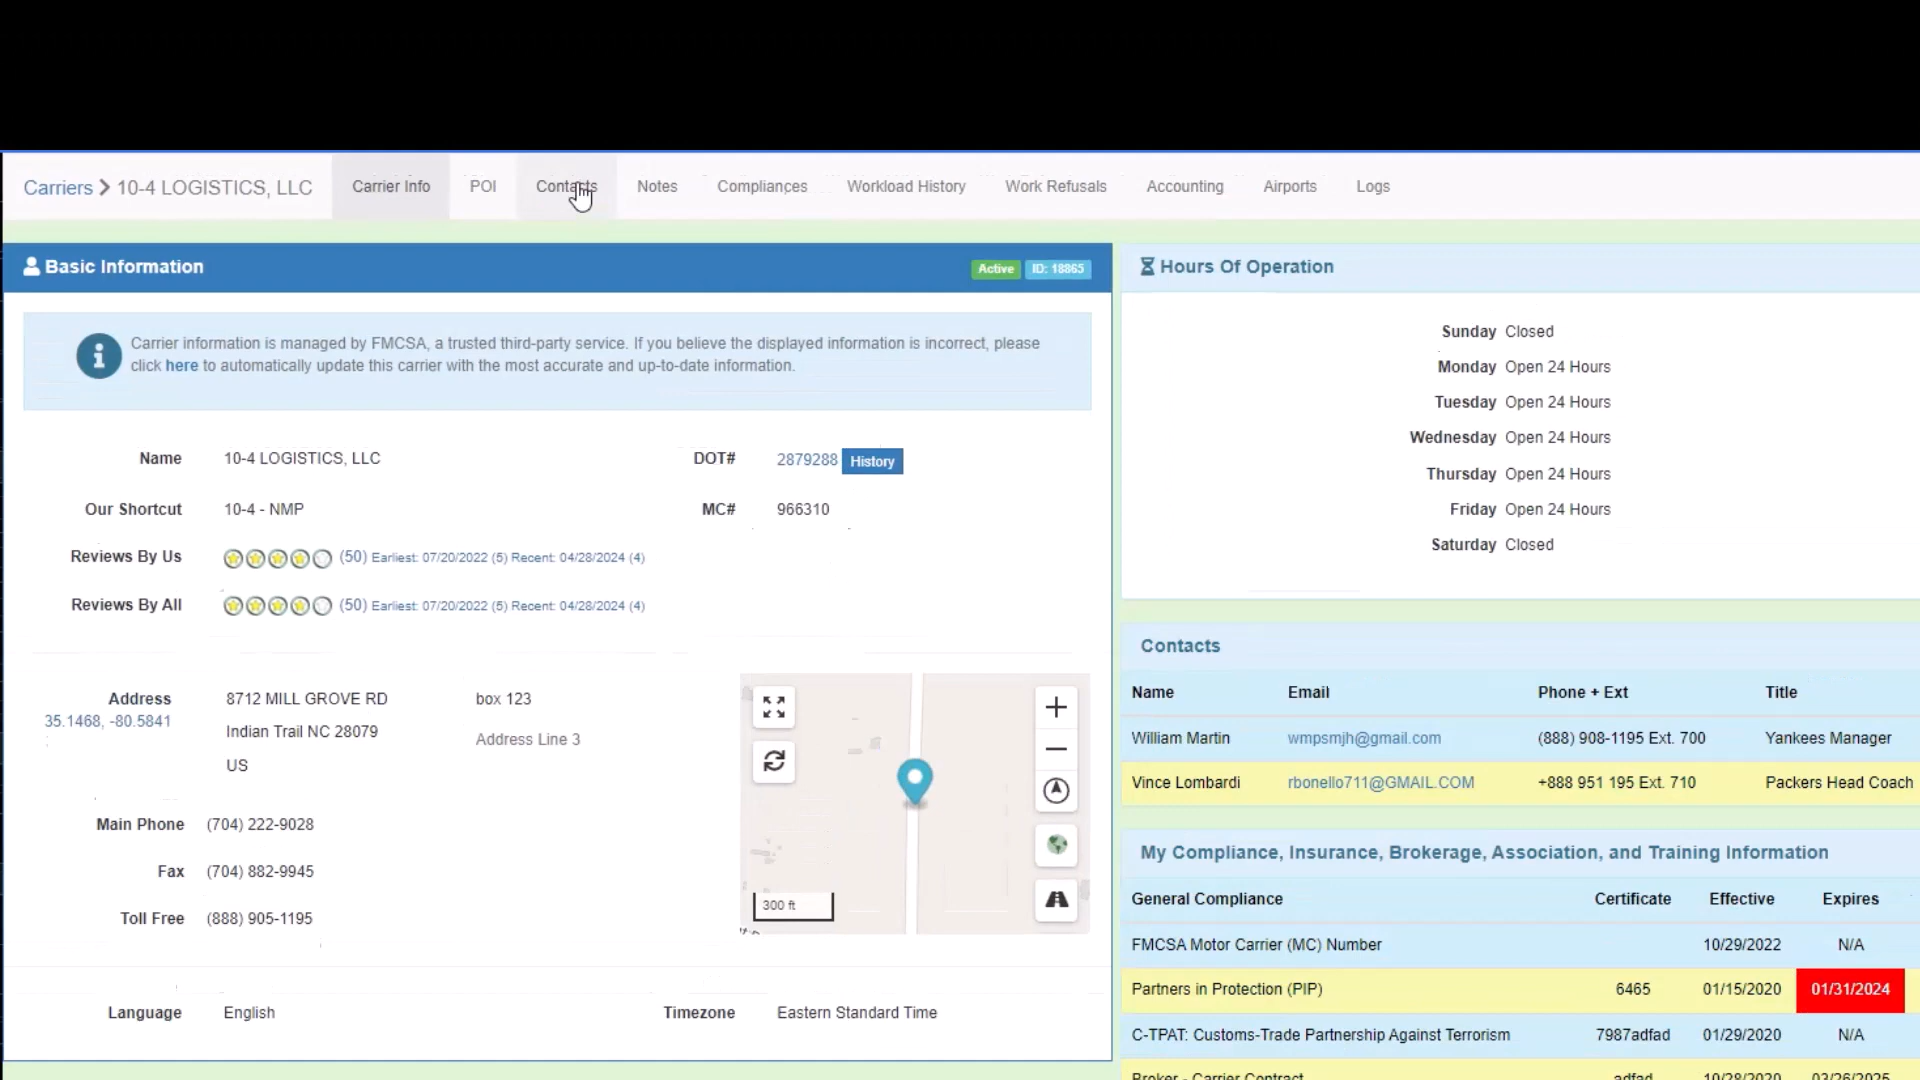 Carriers > 10-4 LOGISTICS, LLC
Carrier Info
POI
Contacts
Notes
Compliances
Workload History
Work Refusals
Accounting
Airports
Logs
Basic Information
Active
ID: 18865
Carrier information is managed by FMCSA, a trusted third-party service. If you believe the displayed information is incorrect, please
click here to automatically update this carrier with the most accurate and up-to-date information.
Name 10-4 LOGISTICS, LLC
DOT# 2879288 History
Our Shortcut 10-4 - NMP
MC# 966310
Reviews By Us (50) Earliest: 07/20/2022 (5) Recent: 04/28/2024 (4)
Reviews By All (50) Earliest: 07/20/2022 (5) Recent: 04/28/2024 (4)
Address
35.1468, -80.5841
8712 MILL GROVE RD
Indian Trail NC 28079
US
box 123
Address Line 3
300 ft
Main Phone (704) 222-9028
Fax (704) 882-9945
Toll Free (888) 905-1195
Language English
Timezone Eastern Standard Time
Hours Of Operation
Sunday Closed
Monday Open 24 Hours
Tuesday Open 24 Hours
Wednesday Open 24 Hours
Thursday Open 24 Hours
Friday Open 24 Hours
Saturday Closed
Contacts
Name Email Phone + Ext Title
William Martin wmpsmjh@gmail.com (888) 908-1195 Ext. 700 Yankees Manager
Vince Lombardi rbonello711@GMAIL.COM +888 951 195 Ext. 710 Packers Head Coach
My Compliance, Insurance, Brokerage, Association, and Training Information
General Compliance Certificate Effective Expires
FMCSA Motor Carrier (MC) Number 10/29/2022 N/A
Partners in Protection (PIP) 6465 01/15/2020 01/31/2024
C-TPAT: Customs-Trade Partnership Against Terrorism 7987adfad 01/29/2020 N/A
Broker - Carrier Contract adfad 10/28/2020 03/26/2025